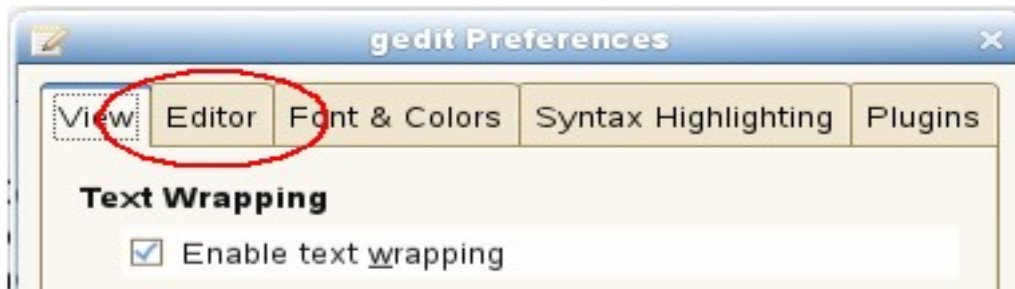 gedit Preferences
View Editor Font & Colors Syntax Highlighting Plugins
Text Wrapping
Enable text wrapping